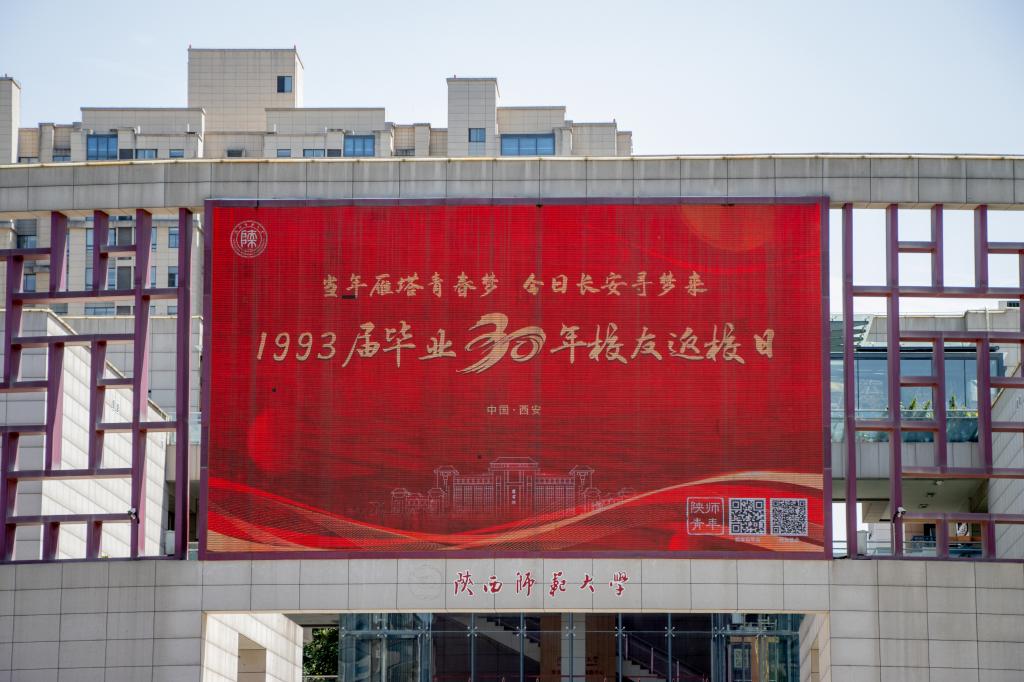 陕
当年雁塔青春梦 今日长安寻梦来
1993届毕业30年校友返校日
中国·西安
陕师
青年
陕西师范大学